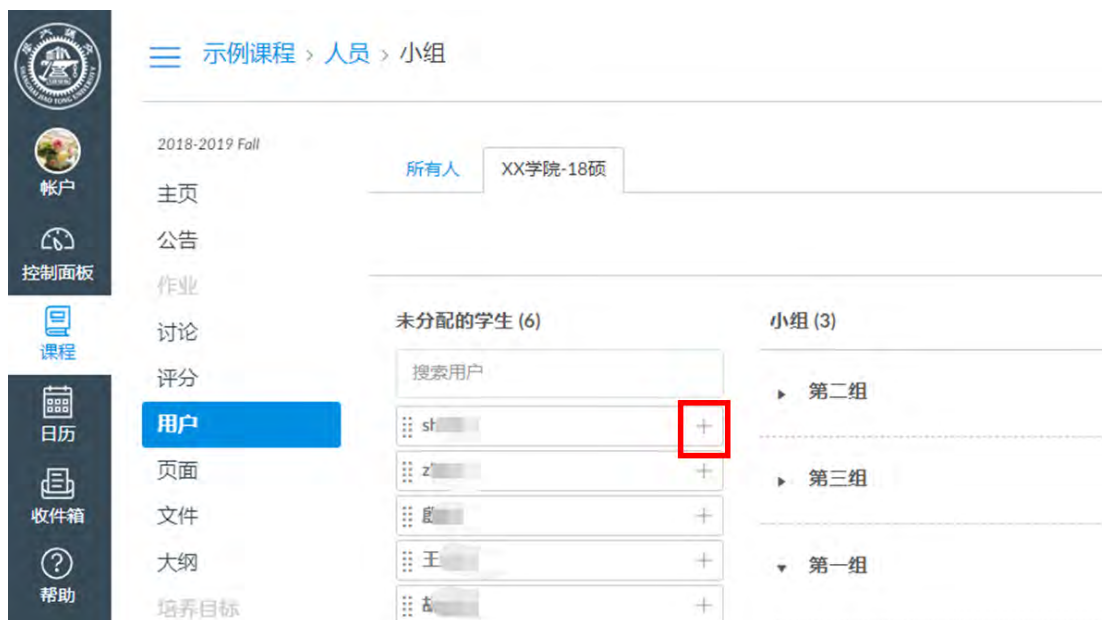 示例课程 > 人员 > 小组
帐户
控制面板
课程
日历
收件箱
帮助
2018-2019 Fall
主页
公告
作业
讨论
评分
用户
页面
文件
大纲
培养目标
所有人
XX学院-18硕
未分配的学生 (6)
搜索用户
sh
z
王
胡
小组 (3)
第二组
第三组
第一组